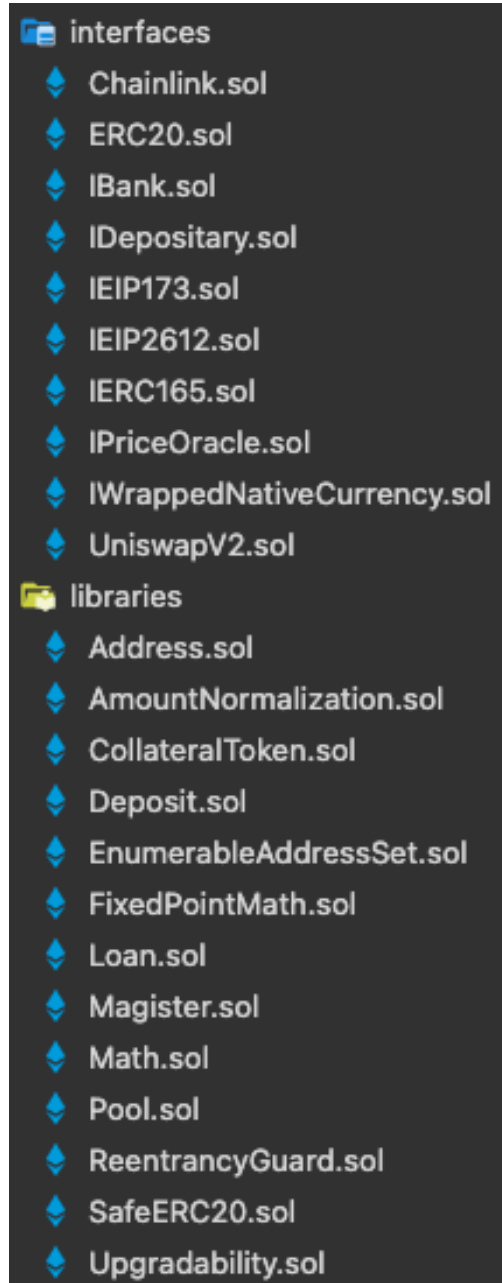 interfaces
Chainlink.sol
ERC20.sol
IBank.sol
IDepositary.sol
IEIP173.sol
IEIP2612.sol
IERC165.sol
IPriceOracle.sol
IWrappedNativeCurrency.sol
UniswapV2.sol
libraries
Address.sol
AmountNormalization.sol
CollateralToken.sol
Deposit.sol
EnumerableAddressSet.sol
FixedPointMath.sol
Loan.sol
Magister.sol
Math.sol
Pool.sol
ReentrancyGuard.sol
SafeERC20.sol
Upgradability.sol